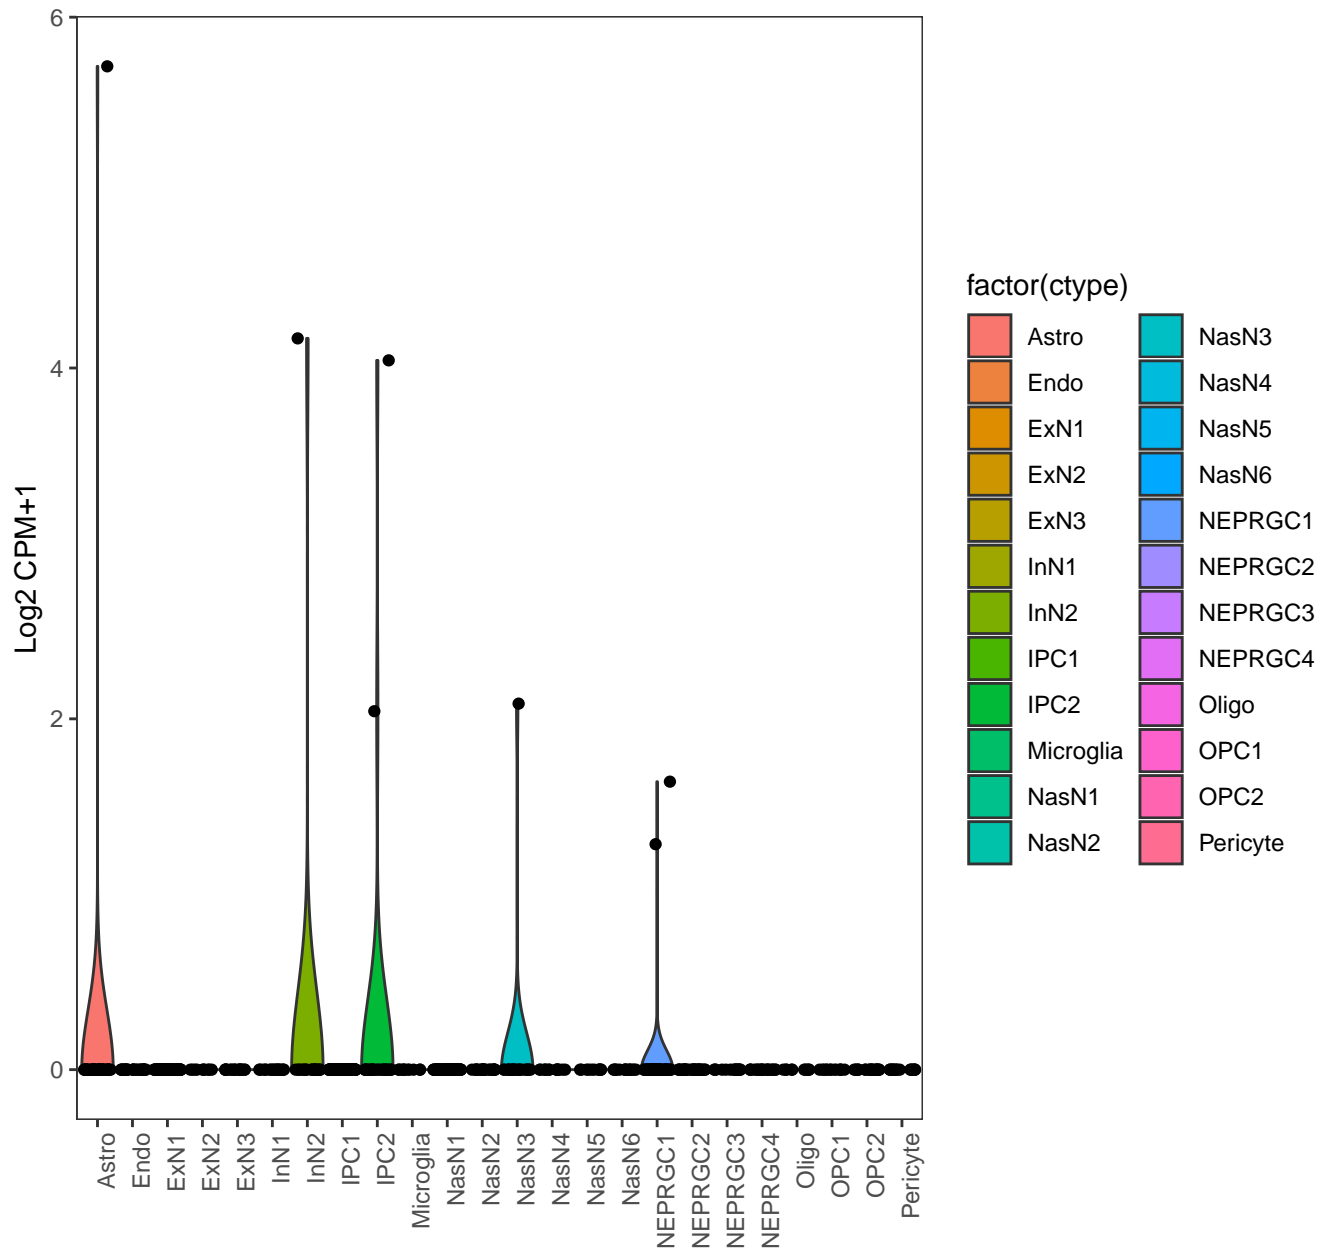 6
4
2
0
Log2 CPM+1
Astro
Endo
ExN1
ExN2
ExN3
InN1
InN2
IPC1
IPC2
Microglia
NasN1
NasN2
NasN3
NasN4
NasN5
NasN6
NEPRGC1
NEPRGC2
NEPRGC3
NEPRGC4
Oligo
OPC1
OPC2
Pericyte
factor(ctype)
Astro
Endo
ExN1
ExN2
ExN3
InN1
InN2
IPC1
IPC2
Microglia
NasN1
NasN2
NasN3
NasN4
NasN5
NasN6
NEPRGC1
NEPRGC2
NEPRGC3
NEPRGC4
Oligo
OPC1
OPC2
Pericyte